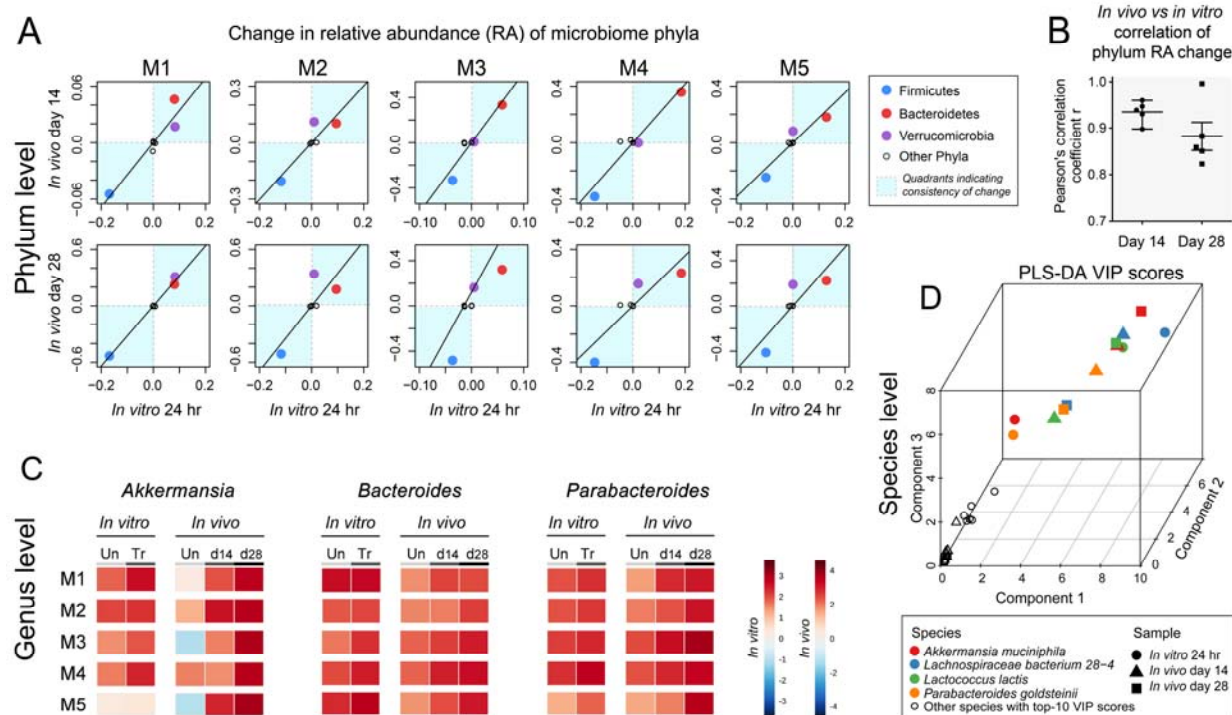 A
Change in relative abundance (RA) of microbiome phyla
M1 M2 M3 M4 M5
Phylum level
In vivo day 14
0.06 0.0 −0.06
0.3 0.0 −0.3
0.4 0.0 −0.4
0.4 0.0 −0.4
0.4 0.0 −0.4
−0.2 0.0 0.2
−0.2 0.0 0.2
−0.10 0.00 0.10
−0.2 0.0 0.2
−0.2 0.0 0.2
In vivo day 28
0.6 0.0 −0.6
0.6 0.0 −0.6
0.4 0.0 −0.4
0.4 0.0 −0.4
0.4 0.0 −0.4
−0.2 0.0 0.2
−0.2 0.0 0.2
−0.10 0.00 0.10
−0.2 0.0 0.2
−0.2 0.0 0.2
In vitro 24 hr In vitro 24 hr In vitro 24 hr In vitro 24 hr In vitro 24 hr
Firmicutes
Bacteroidetes
Verrucomicrobia
Other Phyla
Quadrants indicating
consistency of change
B
In vivo vs in vitro
correlation of
phylum RA change
Pearson's correlation
coefficient r
1.0
0.9
0.8
0.7
Day 14 Day 28
C
Genus level
Akkermansia Bacteroides Parabacteroides
In vitro In vivo In vitro In vivo In vitro In vivo
Un Tr Un d14 d28 Un Tr Un d14 d28 Un Tr Un d14 d28
M1
M2
M3
M4
M5
In vitro
3
2
1
0
−1
−2
−3
In vivo
4
2
0
−2
−4
D
PLS-DA VIP scores
Species level
Component 3
0 2 4 6 8
Component 1
0 2 4 6 8 10
Component 2
0 2 4 6
Species
Akkermansia muciniphila
Lachnospiraceae bacterium 28−4
Lactococcus lactis
Parabacteroides goldsteinii
Other species with top-10 VIP scores
Sample
In vitro 24 hr
In vivo day 14
In vivo day 28